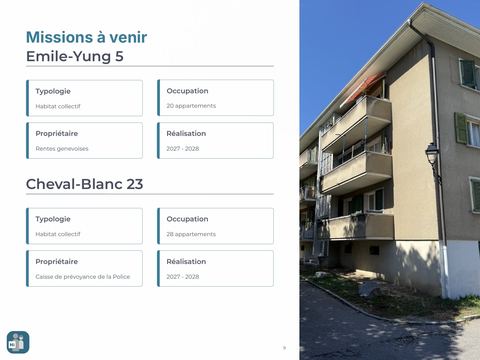 Missions à venir
Emile-Yung 5
Typologie
Habitat collectif
Occupation
20 appartements
Propriétaire
Rentes genevoises
Réalisation
2027 - 2028
Cheval-Blanc 23
Typologie
Habitat collectif
Occupation
28 appartements
Propriétaire
Caisse de prévoyance de la Police
Réalisation
2027 - 2028